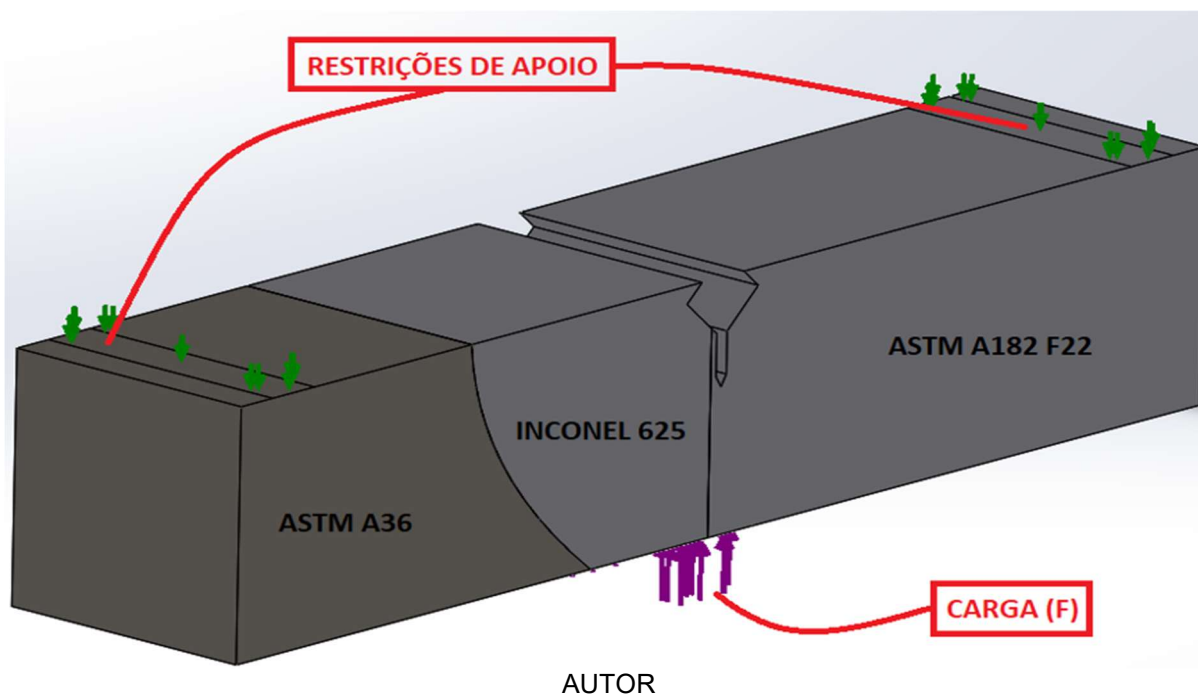 RESTRIÇÕES DE APOIO
ASTM A182 F22
INCONEL 625
ASTM A36
CARGA (F)
AUTOR